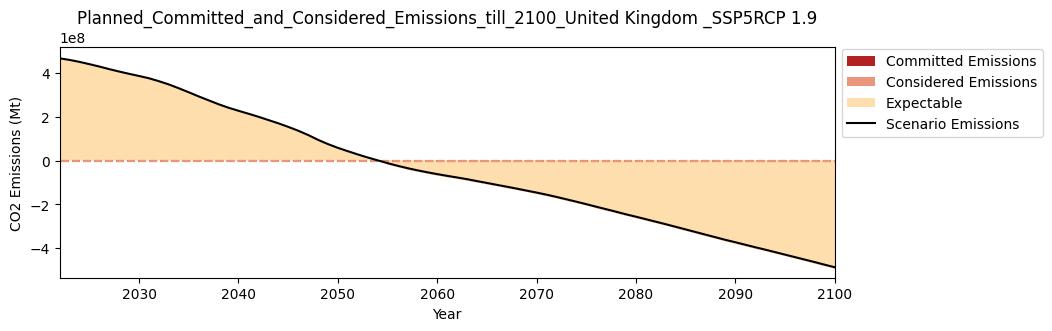 Planned_Committed_and_Considered_Emissions_till_2100_United Kingdom _SSP5RCP 1.9
1e8
Committed Emissions
Considered Emissions
Expectable
Scenario Emissions
CO2 Emissions (Mt)
4
2
0
−2
−4
2030 2040 2050 2060 2070 2080 2090 2100
Year